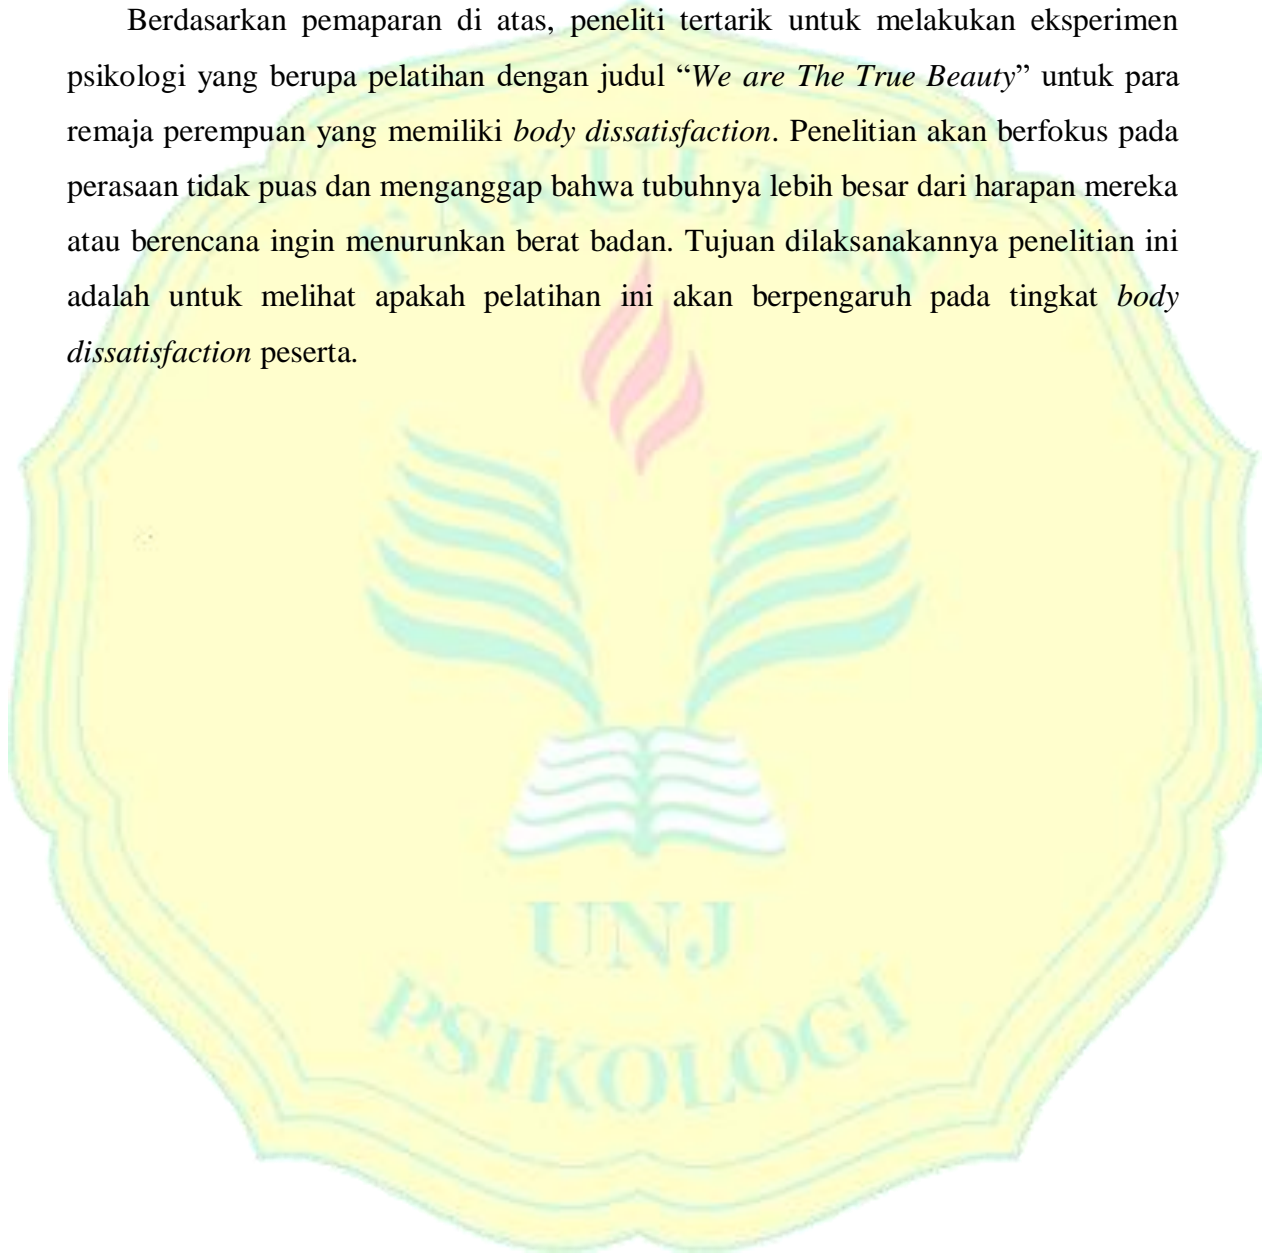 Berdasarkan pemaparan di atas, peneliti tertarik untuk melakukan eksperimen
psikologi yang berupa pelatihan dengan judul “We are The True Beauty” untuk para
remaja perempuan yang memiliki body dissatisfaction. Penelitian akan berfokus pada
perasaan tidak puas dan menganggap bahwa tubuhnya lebih besar dari harapan mereka
atau berencana ingin menurunkan berat badan. Tujuan dilaksanakannya penelitian ini
adalah untuk melihat apakah pelatihan ini akan berpengaruh pada tingkat body
dissatisfaction peserta.
FAKULTAS
UNJ
PSIKOLOGI